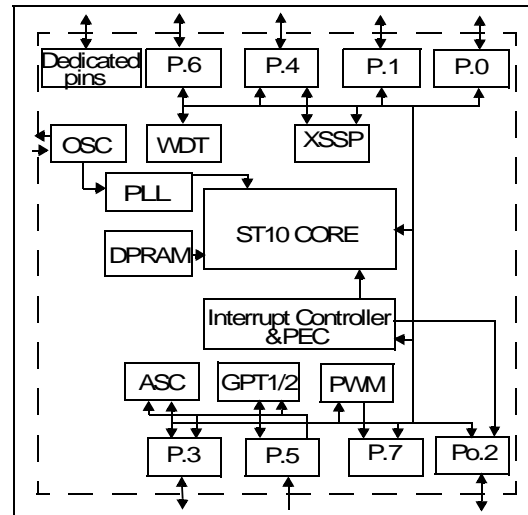 Dedicated
pins
P.6
P.4
P.1
P.0
OSC
WDT
XSSP
PLL
ST10 CORE
DPRAM
Interrupt Controller
&PEC
ASC
GPT1/2
PWM
P.3
P.5
P.7
Po.2